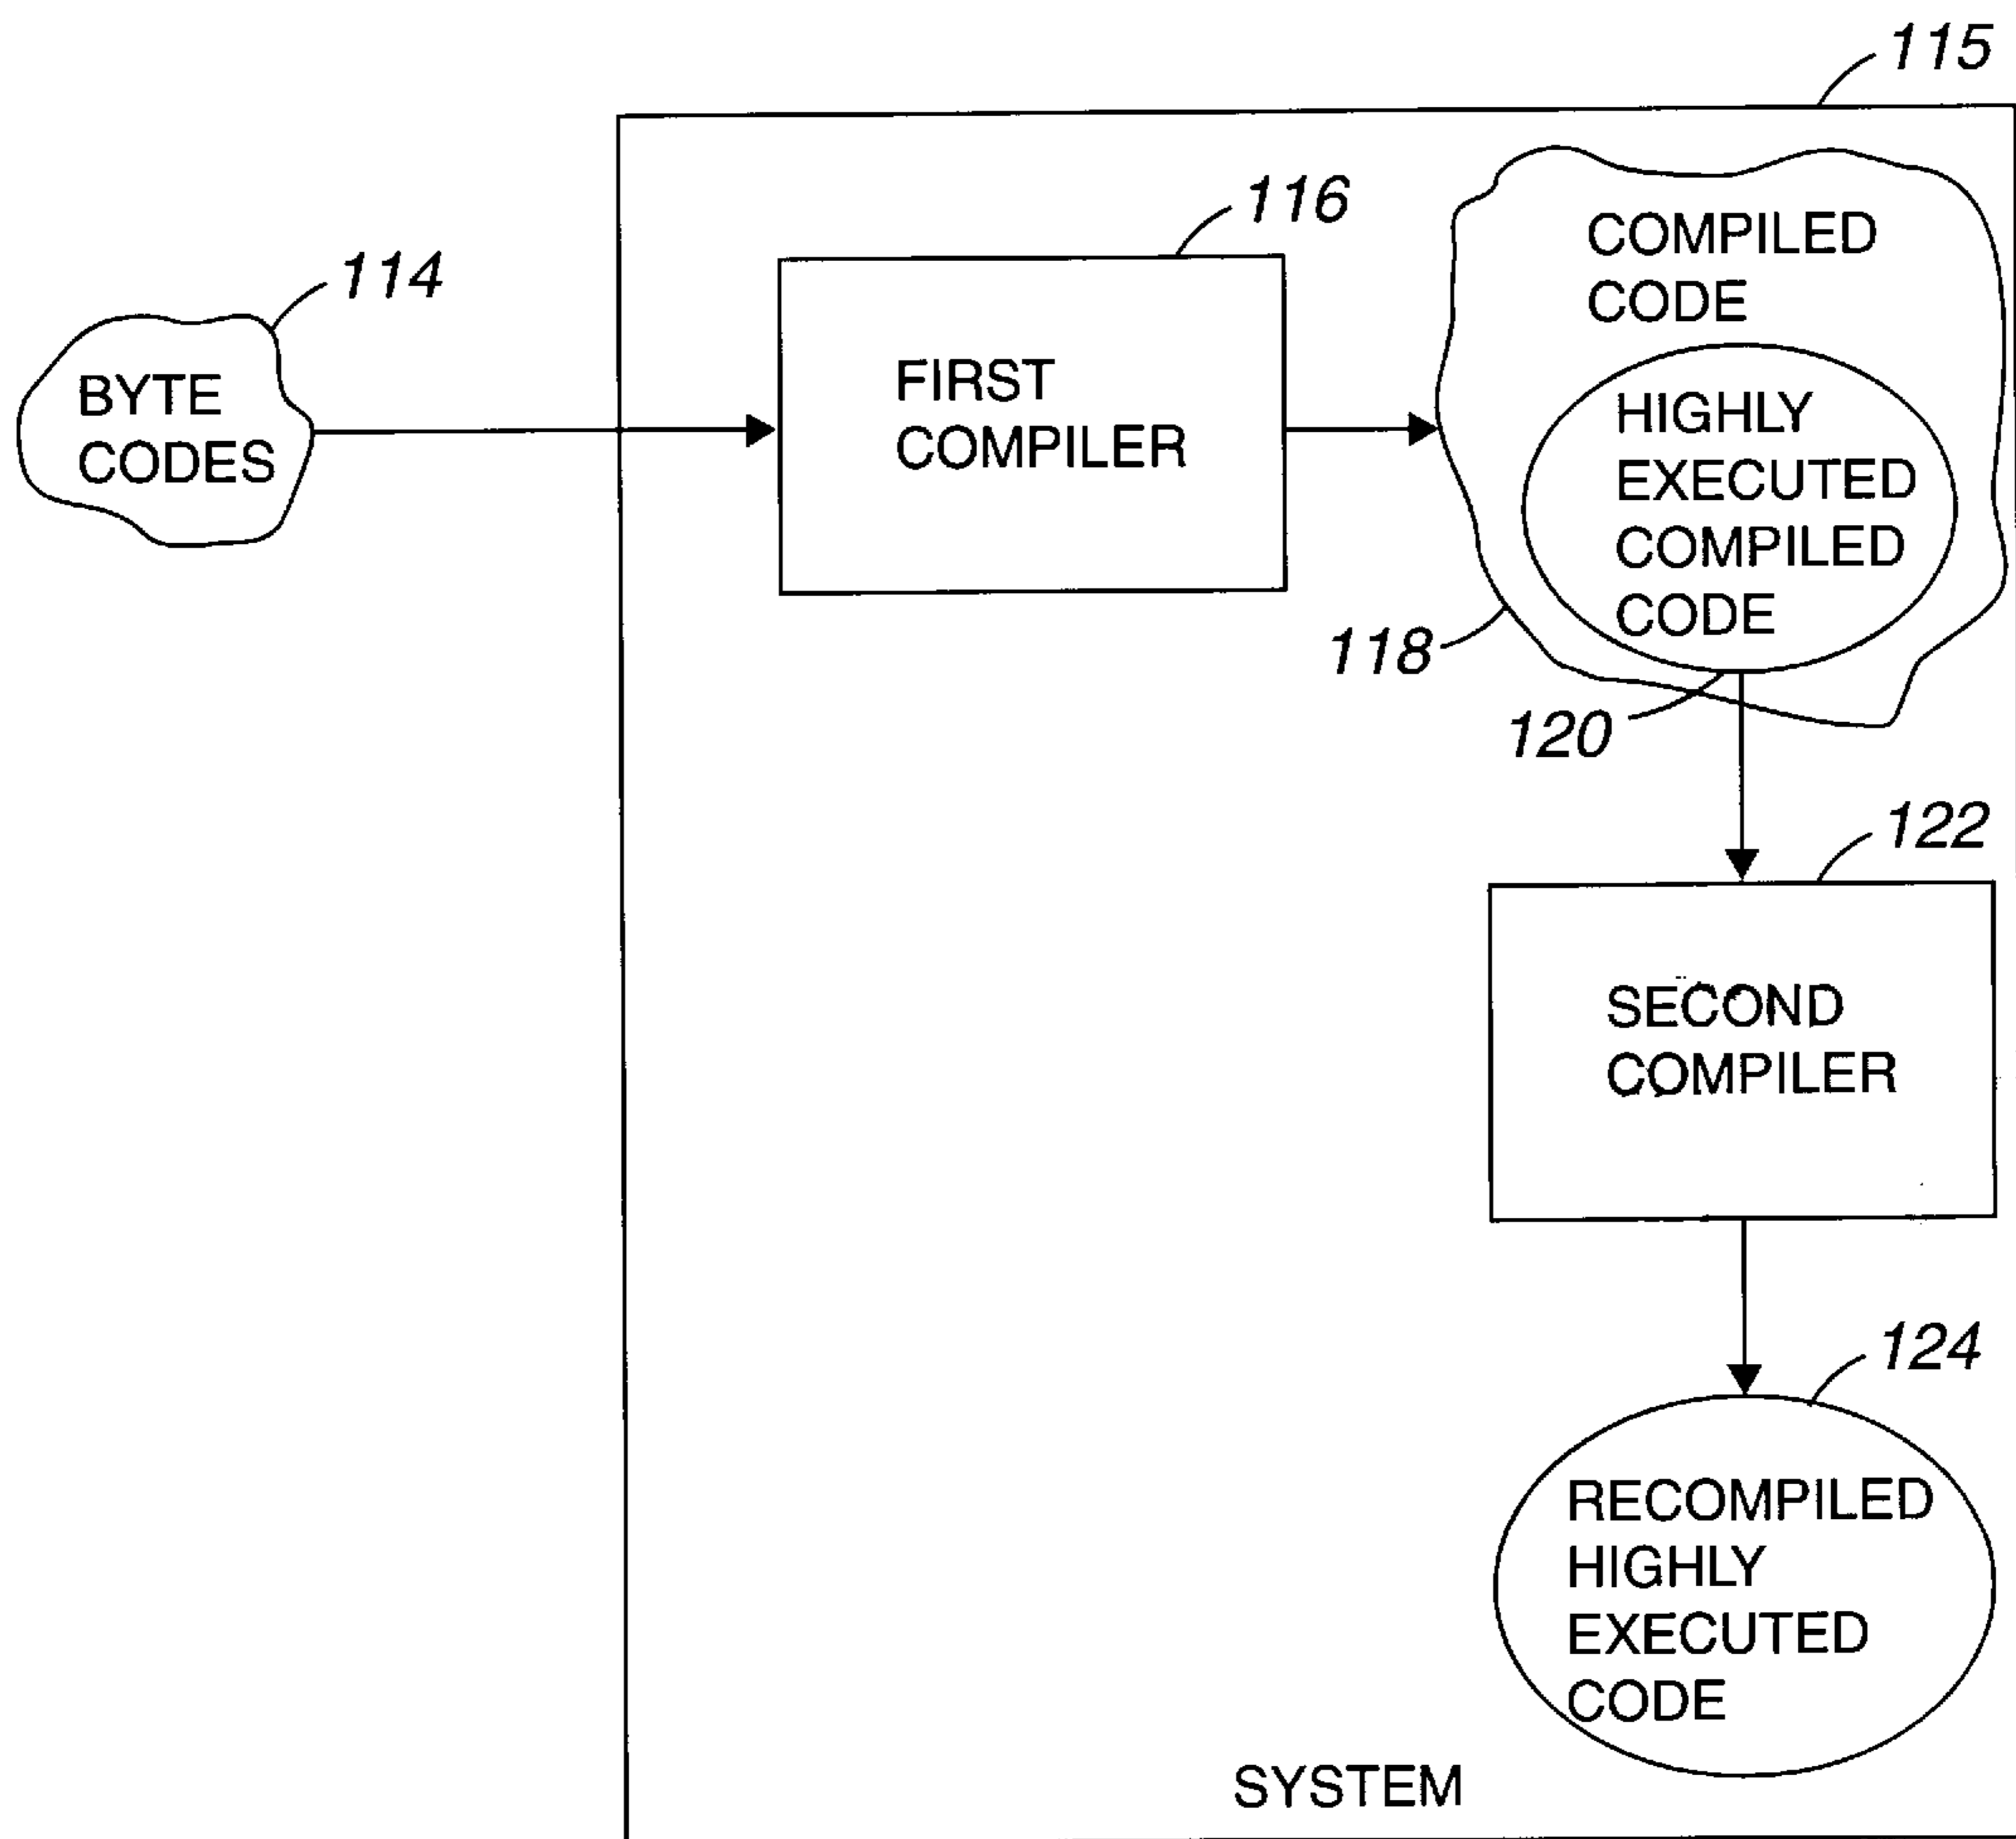 115
116
114
BYTE
CODES
FIRST
COMPILER
COMPILED
CODE
HIGHLY
EXECUTED
COMPILED
CODE
118
120
122
SECOND
COMPILER
124
RECOMPILED
HIGHLY
EXECUTED
CODE
SYSTEM